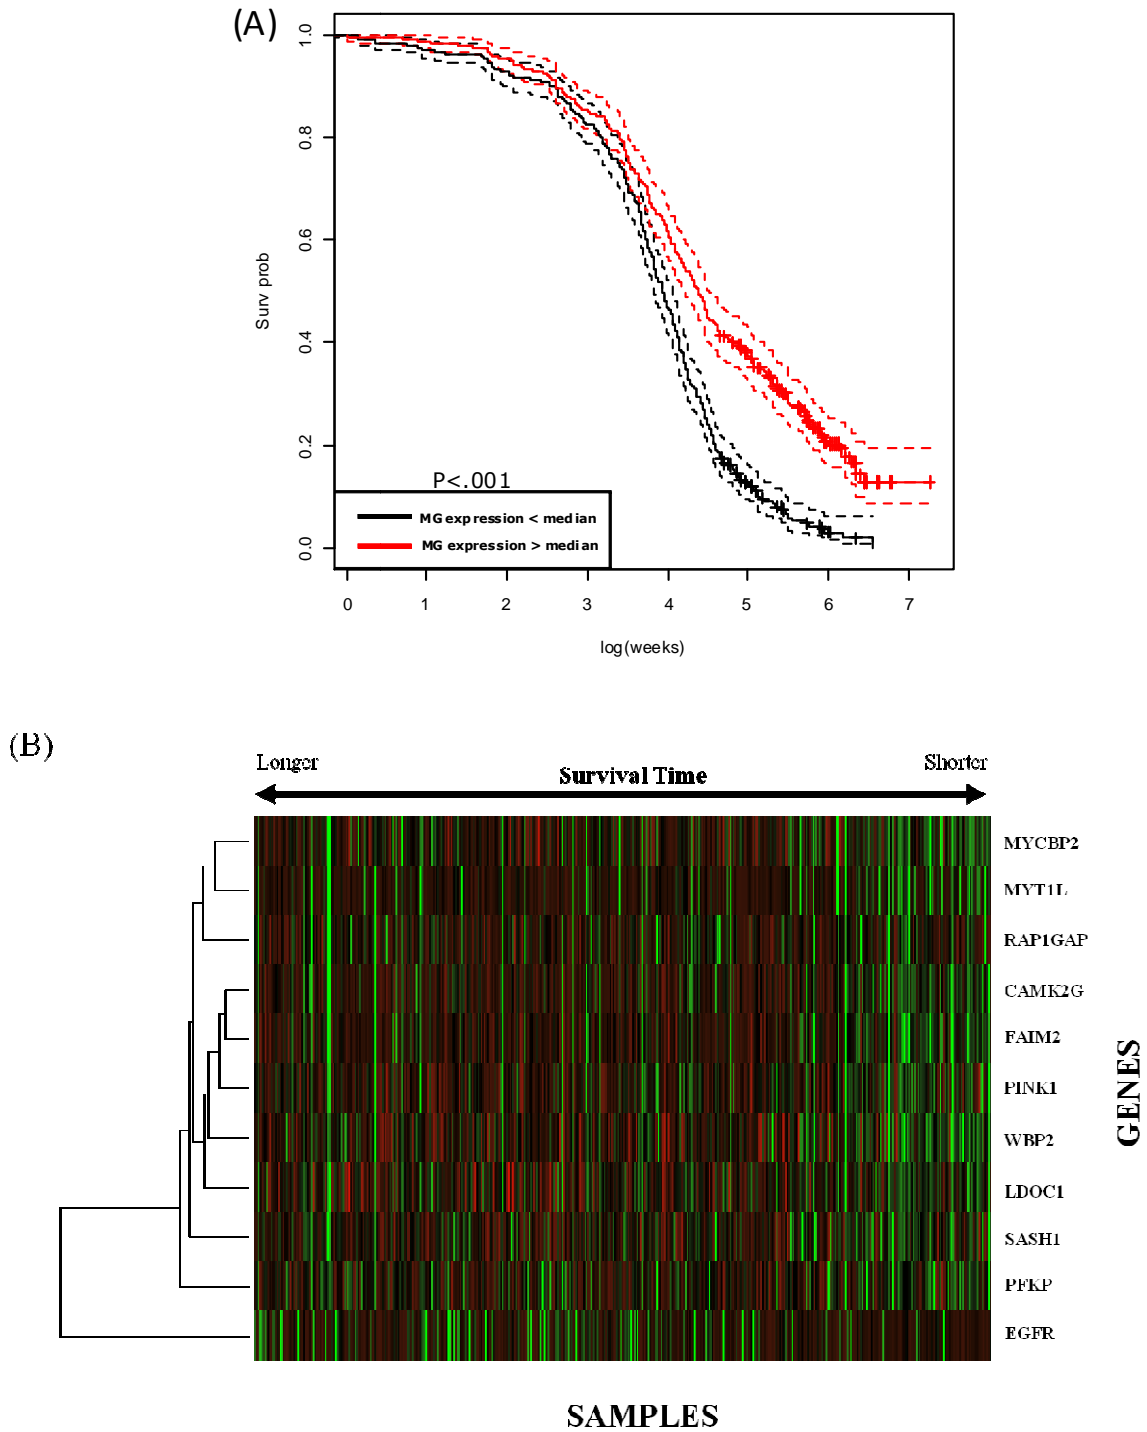 (A)
1.0
0.8
0.6
0.4
0.2
0.0
Surv prob
P<.001
MG expression < median
MG expression > median
0 1 2 3 4 5 6 7
log(weeks)
(B)
Longer Shorter
Survival Time
MYCBP2
MYT1L
RAP1GAP
CAMK2G
FAIM2
PINK1
WBP2
LDOC1
SASH1
PFKP
EGFR
GENES
SAMPLES